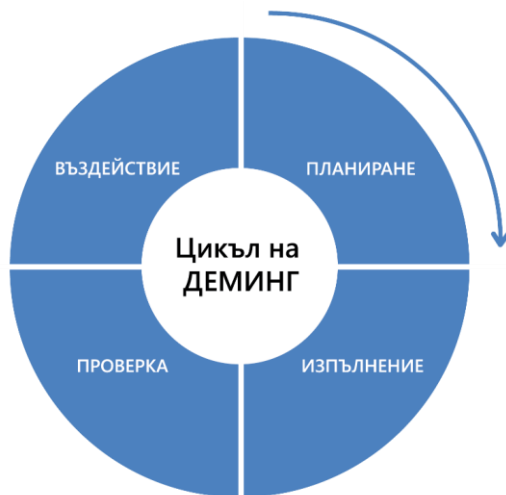 ВЪЗДЕЙСТВИЕ
ПЛАНИРАНЕ
Цикъл на
ДЕМИНГ
ПРОВЕРКА
ИЗПЪЛНЕНИЕ